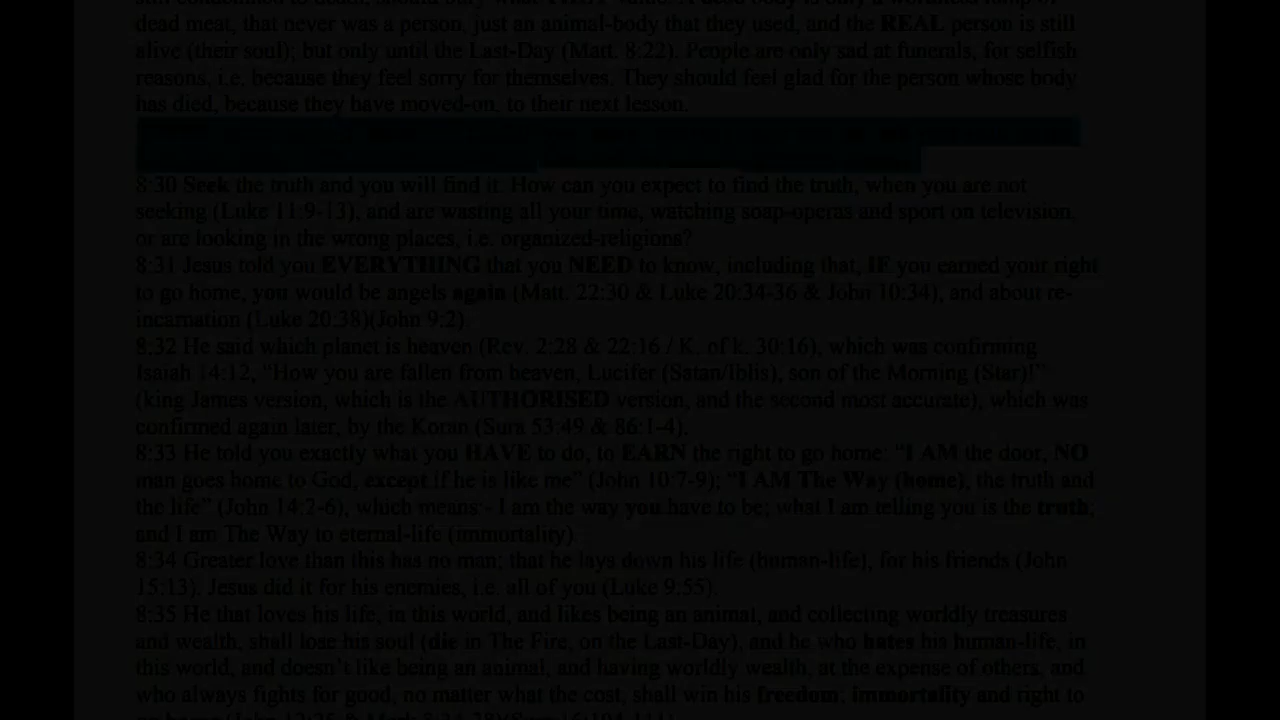 dead meat, that never was a person, just an animal-body that they used, and the REAL person is still
alive (their soul); but only until the Last-Day (Matt. 8:22). People are only sad at funerals, for selfish
reasons, i.e. because they feel sorry for themselves. They should feel glad for the person whose body
has died, because they have moved-on, to their next lesson.
8:30 Seek the truth and you will find it. How can you expect to find the truth, when you are not
seeking (Luke 11:9-13), and are wasting all your time, watching soap-operas and sport on television,
or are looking in the wrong places, i.e. organized-religions?
8:31 Jesus told you EVERYTHING that you NEED to know, including that, IF you earned your right
to go home, you would be angels again (Matt. 22:30 & Luke 20:34-36 & John 10:34), and about re-
incarnation (Luke 20:38)(John 9:2).
8:32 He said which planet is heaven (Rev. 2:28 & 22:16 / K. of k. 30:16), which was confirming
Isaiah 14:12, “How you are fallen from heaven, Lucifer (Satan/Iblis), son of the Morning (Star)!”
(king James version, which is the AUTHORISED version, and the second most accurate), which was
confirmed again later, by the Koran (Sura 53:49 & 86:1-4).
8:33 He told you exactly what you HAVE to do, to EARN the right to go home: “I AM the door, NO
man goes home to God, except if he is like me” (John 10:7-9); “I AM The Way (home), the truth and
the life” (John 14:2-6), which means:- I am the way you have to be; what I am telling you is the truth;
and I am The Way to eternal-life (immortality).
8:34 Greater love than this has no man; that he lays down his life (human-life), for his friends (John
15:13). Jesus did it for his enemies, i.e. all of you (Luke 9:55).
8:35 He that loves his life, in this world, and likes being an animal, and collecting worldly treasures
and wealth, shall lose his soul (die in The Fire, on the Last-Day), and he who hates his human-life, in
this world, and doesn't like being an animal, and having worldly wealth, at the expense of others, and
who always fights for good, no matter what the cost, shall win his freedom; immortality and right to